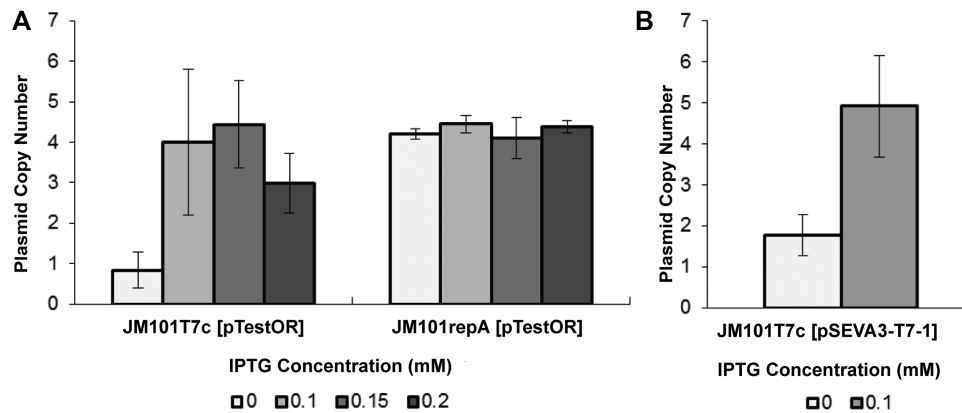 A
Plasmid Copy Number
7
6
5
4
3
2
1
0
JM101T7c [pTestOR]
JM101repA [pTestOR]
IPTG Concentration (mM)
0 0.1 0.15 0.2
B
Plasmid Copy Number
7
6
5
4
3
2
1
0
JM101T7c [pSEVA3-T7-1]
IPTG Concentration (mM)
0 0.1